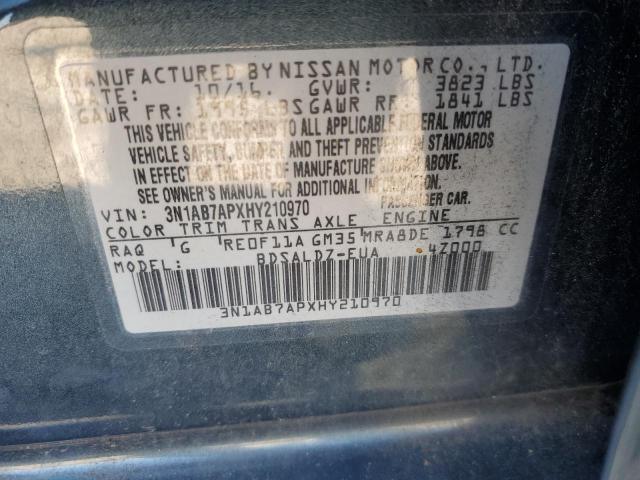 MANUFACTURED BY NISSAN MOTOR CO., LTD.
DATE: 10/16. GVWR: 3823 LBS
GAWR FR: LBS GAWR RR: 1841 LBS
THIS VEHICLE CONFORMS TO ALL APPLICABLE FEDERAL MOTOR
VEHICLE SAFETY, BUMPER, AND THEFT PREVENTION STANDARDS
IN EFFECT ON THE DATE OF MANUFACTURE SHOWN ABOVE.
SEE OWNER'S MANUAL FOR ADDITIONAL INFORMATION.
PASSENGER CAR.
VIN: 3N1AB7APXHY210970
COLOR TRIM TRANS AXLE ENGINE
RAQ G RE0F11A GM35 MRA8DE 1798 CC
MODEL: BDSALDZ-EUA 4Z000
3N1AB7APXHY210970